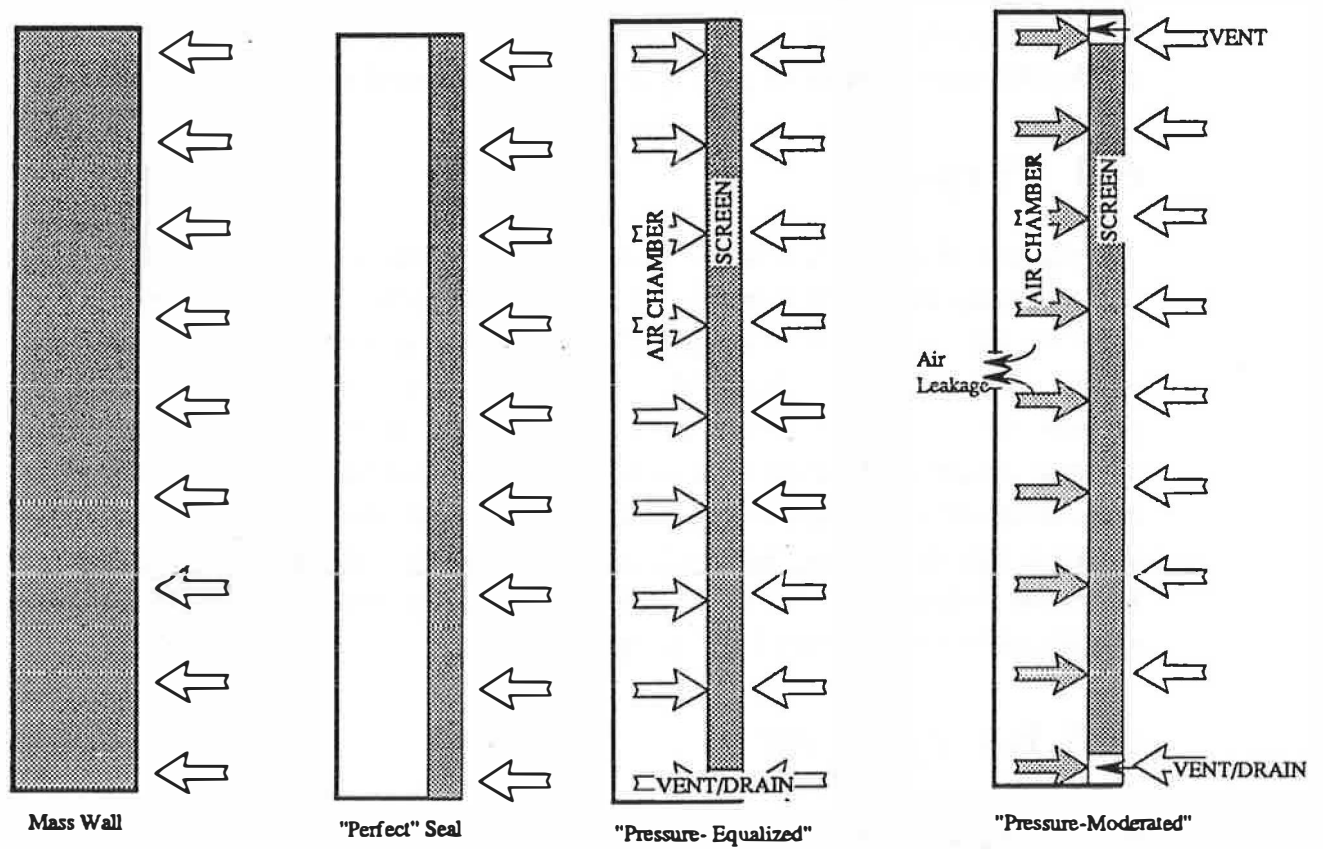 VENT
AIR CHAMBER
SCREEN
AIR CHAMBER
SCREEN
Air
Leakage
VENT/DRAIN
VENT/DRAIN
Mass Wall
"Perfect" Seal
"Pressure- Equalized"
"Pressure-Moderated"